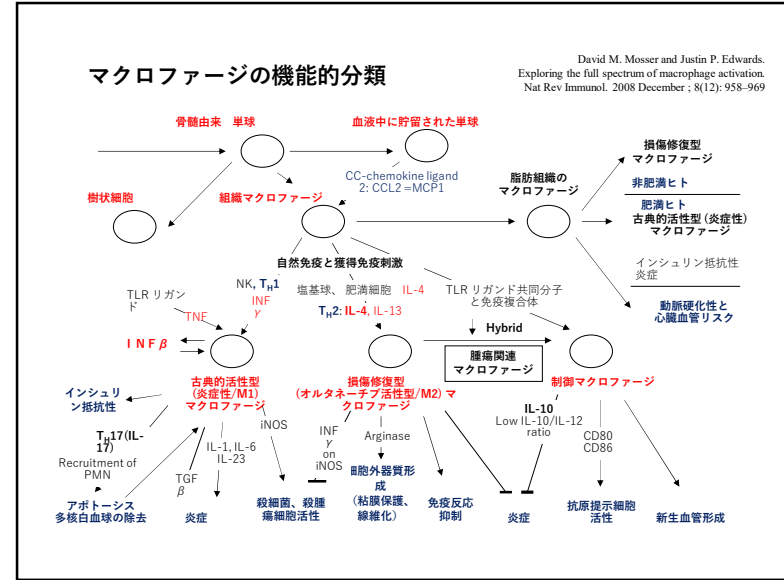 マクロファージの機能的分類
David M. Mosser and Justin P. Edwards.
Exploring the full spectrum of macrophage activation.
Nat Rev Immunol. 2008 December ; 8(12): 958–969
骨髄由来　単球
血液中に貯留された単球
CC-chemokine ligand
2: CCL2 =MCP1
樹状細胞
組織マクロファージ
脂肪組織の
マクロファージ
損傷修復型
マクロファージ
非肥満ヒト
肥満ヒト
古典的活性型 (炎症性)
マクロファージ
インシュリン抵抗性
炎症
動脈硬化性と
心臓血管リスク
自然免疫と獲得免疫刺激
NK, TH1
INF
γ
塩基球、 肥満細胞 IL-4
TH2: IL-4, IL-13
TLR リガンド共同分子
と免疫複合体
TLR リガン
ド
TNF
ＩＮＦβ
Hybrid
腫瘍関連
マクロファージ
古典的活性型
(炎症性/M1)
マクロファージ
損傷修復型
(オルタネーチブ活性型/M2) マ
クロファージ
制御マクロファージ
インシュリ
ン抵抗性
TH17 (IL-
17)
Recruitment of
PMN
アポトーシス
多核白血球の除去
TGF
β
IL-1, IL-6
IL-23
炎症
iNOS
殺細菌、殺腫
瘍細胞活性
INF
γ
on
iNOS
Arginase
細胞外器質形
成
(粘膜保護、
線維化)
免疫反応
抑制
IL-10
Low IL-10/IL-12
ratio
炎症
CD80
CD86
抗原提示細胞
活性
新生血管形成